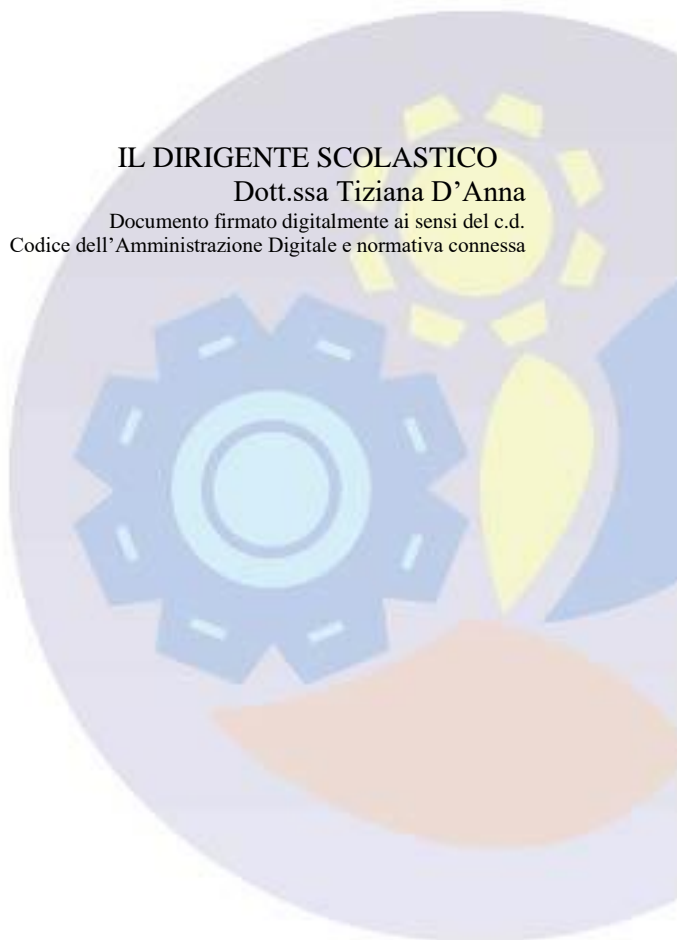 IL DIRIGENTE SCOLASTICO
Dott.ssa Tiziana D’Anna
Documento firmato digitalmente ai sensi del c.d.
Codice dell’Amministrazione Digitale e normativa connessa